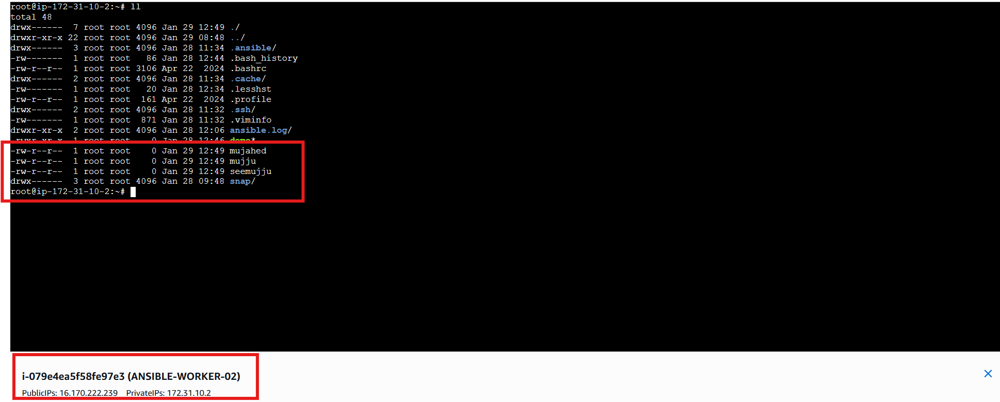 root@ip-172-31-10-2:~# ll
total 48
drwx------  7 root root 4096 Jan 29 12:49 ./
drwxr-xr-x 22 root root 4096 Jan 29 08:48 ../
drwx------  3 root root 4096 Jan 28 11:34 .ansible/
-rw-------  1 root root   86 Jan 28 12:44 .bash_history
-rw-r--r--  1 root root 3106 Apr 22  2024 .bashrc
drwx------  2 root root 4096 Jan 28 11:34 .cache/
-rw-------  1 root root   20 Jan 28 12:34 .lesshst
-rw-r--r--  1 root root  161 Apr 22  2024 .profile
drwx------  2 root root 4096 Jan 28 11:32 .ssh/
-rw-------  1 root root  871 Jan 28 11:32 .viminfo
drwxr-xr-x  2 root root 4096 Jan 28 12:06 ansible.log/
-rwxr-xr-x  1 root root    0 Jan 28 12:46 demo*
-rw-r--r--  1 root root    0 Jan 29 12:49 mujahed
-rw-r--r--  1 root root    0 Jan 29 12:49 mujju
-rw-r--r--  1 root root    0 Jan 29 12:49 seemujju
drwx------  3 root root 4096 Jan 28 09:48 snap/
root@ip-172-31-10-2:~#
i-079e4ea5f58fe97e3 (ANSIBLE-WORKER-02)
PublicIPs: 16.170.222.239 PrivateIPs: 172.31.10.2